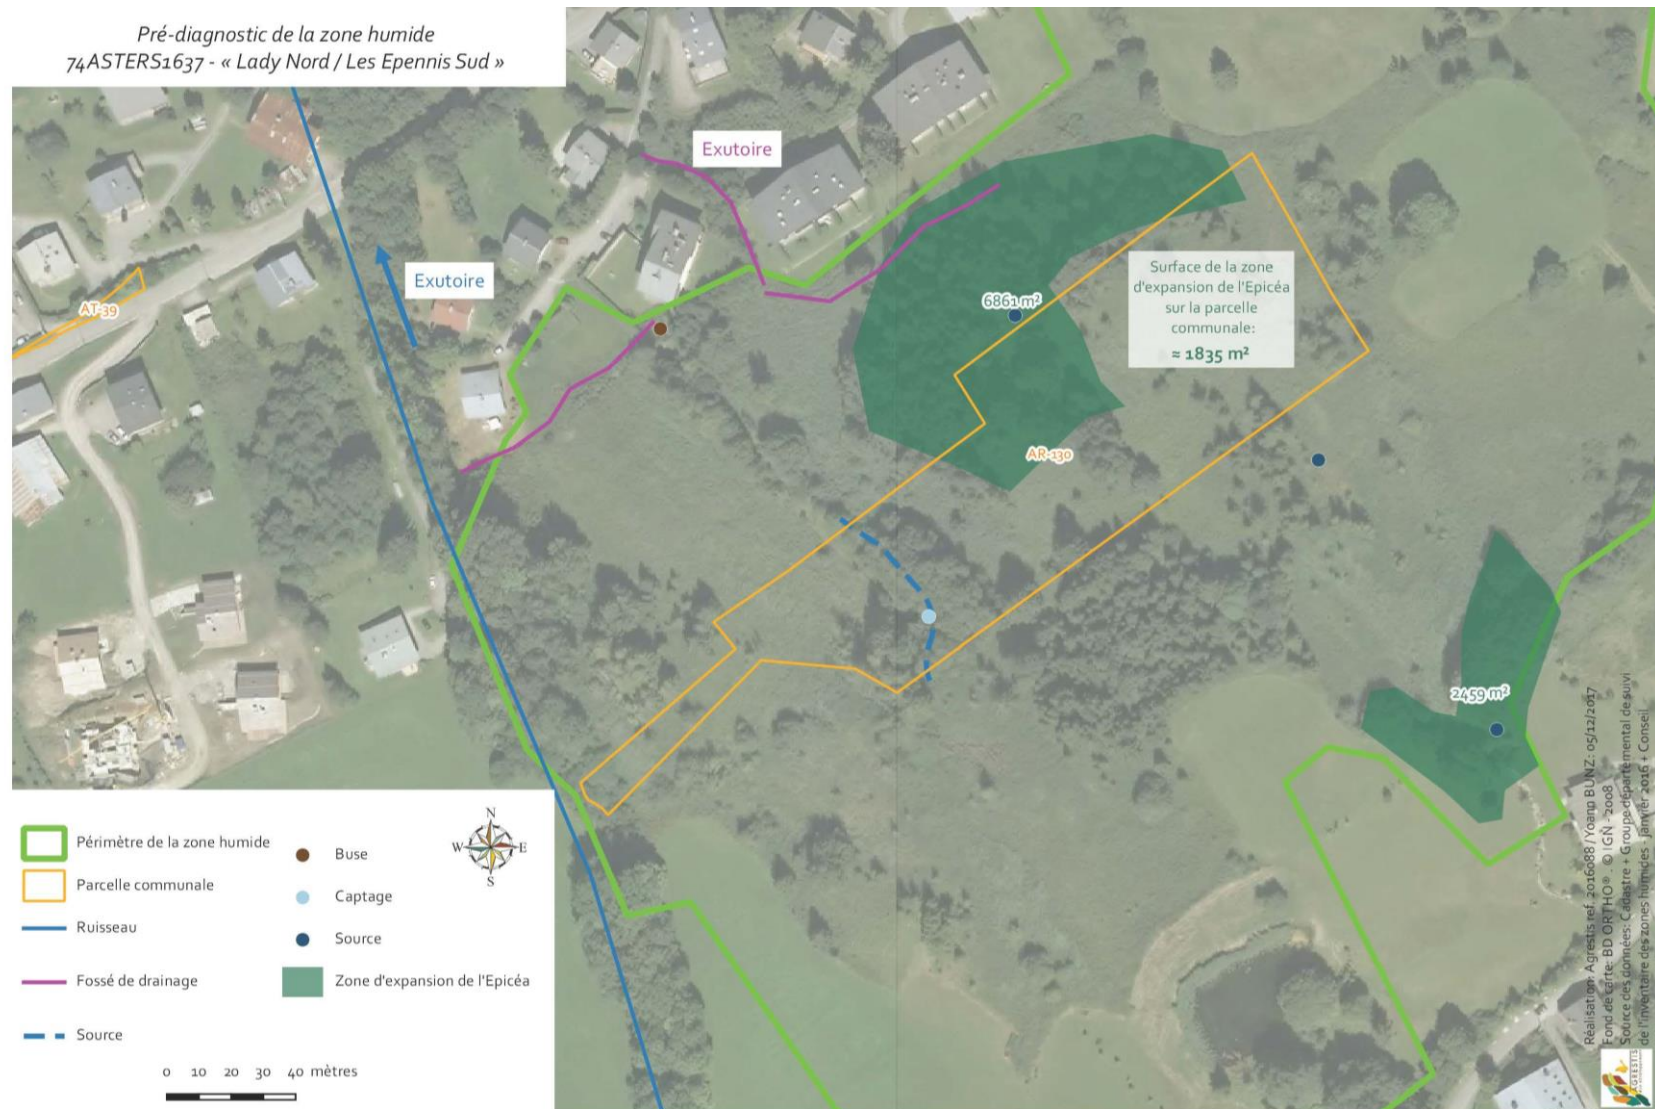 Pré-diagnostic de la zone humide
74ASTERS1637 - « Lady Nord / Les Epennis Sud »
Exutoire
Exutoire
AT-39
6861 m²
Surface de la zone
d'expansion de l'Epicéa
sur la parcelle
communale:
≈ 1835 m²
AR-130
2459 m²
Périmètre de la zone humide
Parcelle communale
Ruisseau
Fossé de drainage
Source
Buse
Captage
Source
Zone d'expansion de l'Epicéa
N
W
E
S
0 10 20 30 40 mètres
Réalisation: Agrestis ref. 2016088 / Yoann BUNZ: 05/12/2017
Fond de carte: BD ORTHO® . © IGN - 2008
Source des données: Cadastre + Groupe départemental de suivi
de l'inventaire des zones humides - janvier 2016 + Conseil
AGRESTIS